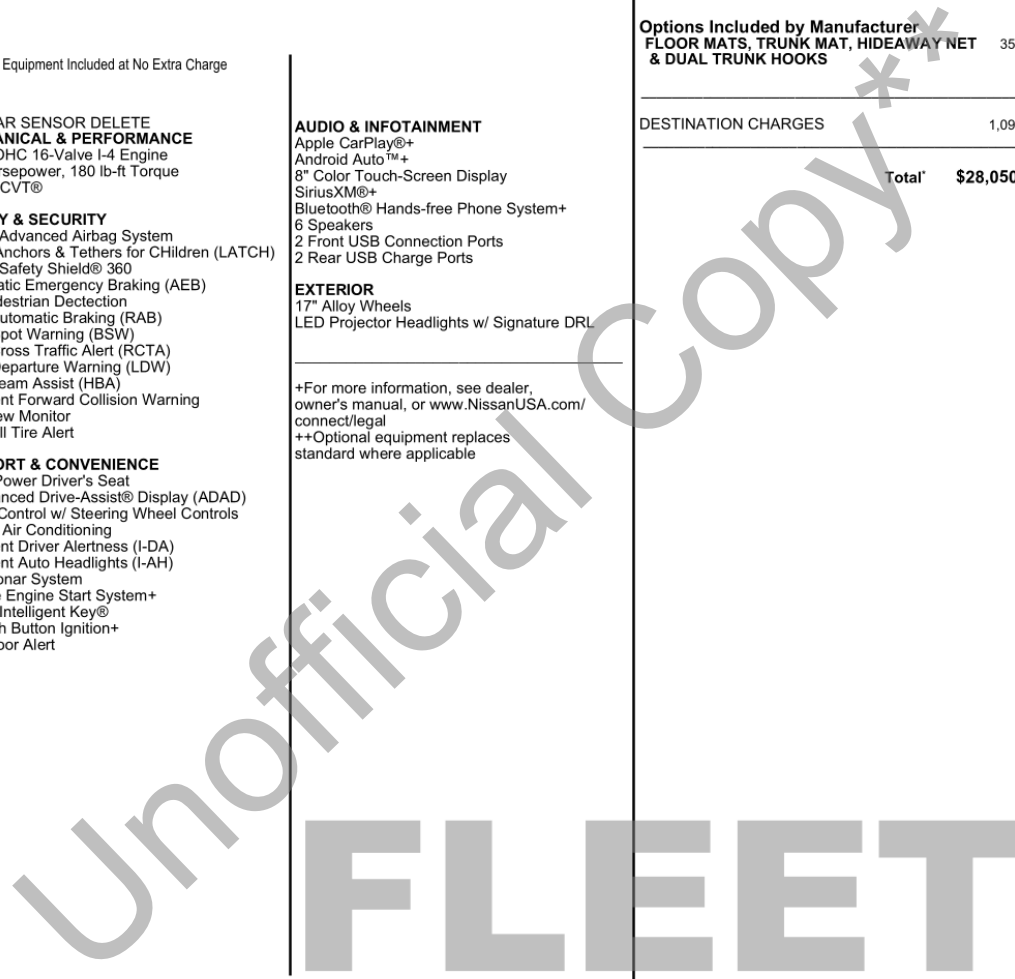 Equipment Included at No Extra Charge
AR SENSOR DELETE
ANICAL & PERFORMANCE
OHC 16-Valve I-4 Engine
rsepower, 180 lb-ft Torque
CVT®
Y & SECURITY
Advanced Airbag System
Anchors & Tethers for CHildren (LATCH)
Safety Shield® 360
atic Emergency Braking (AEB)
destrian Dectection
utomatic Braking (RAB)
pot Warning (BSW)
ross Traffic Alert (RCTA)
Departure Warning (LDW)
eam Assist (HBA)
nt Forward Collision Warning
ew Monitor
ll Tire Alert
ORT & CONVENIENCE
Power Driver's Seat
nced Drive-Assist® Display (ADAD)
Control w/ Steering Wheel Controls
Air Conditioning
nt Driver Alertness (I-DA)
nt Auto Headlights (I-AH)
onar System
e Engine Start System+
Intelligent Key®
h Button Ignition+
oor Alert
AUDIO & INFOTAINMENT
Apple CarPlay®+
Android Auto™+
8" Color Touch-Screen Display
SiriusXM®+
Bluetooth® Hands-free Phone System+
6 Speakers
2 Front USB Connection Ports
2 Rear USB Charge Ports
EXTERIOR
17" Alloy Wheels
LED Projector Headlights w/ Signature DRL
+For more information, see dealer,
owner's manual, or www.NissanUSA.com/
connect/legal
++Optional equipment replaces
standard where applicable
Options Included by Manufacturer
FLOOR MATS, TRUNK MAT, HIDEAWAY NET 35
& DUAL TRUNK HOOKS
DESTINATION CHARGES 1,09
Total* $28,050
Unofficial Copy**
FLEET